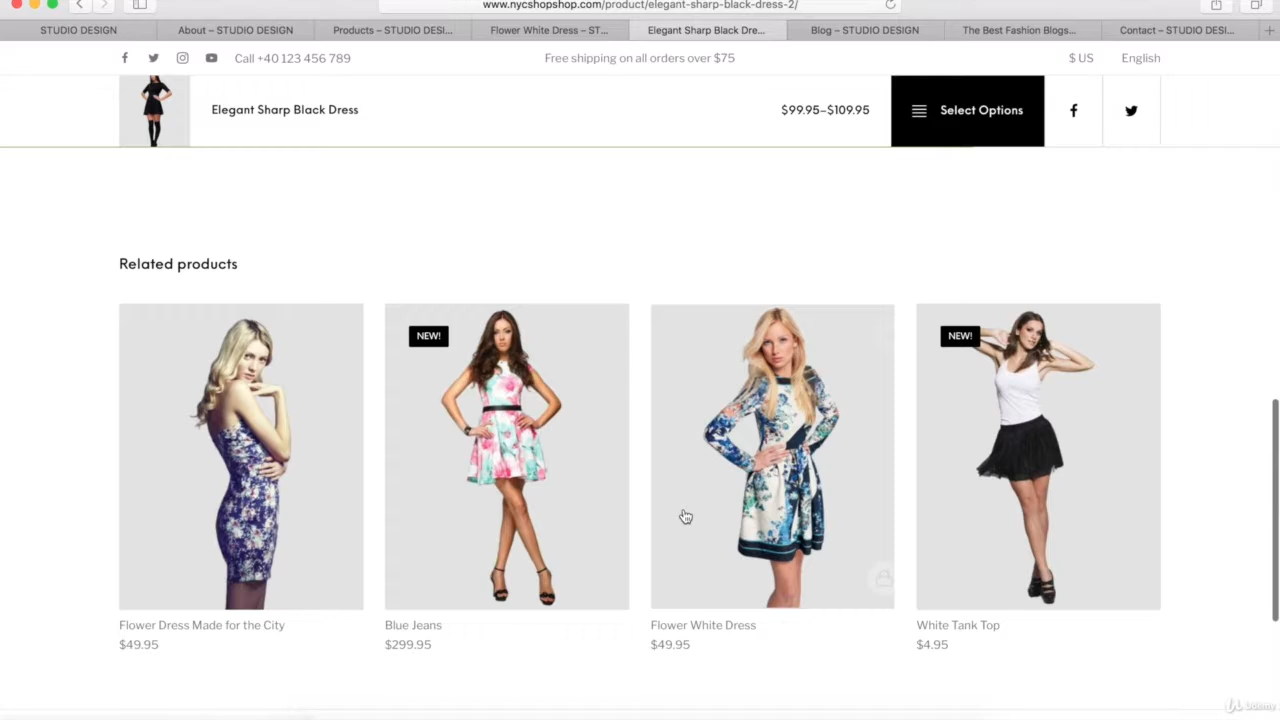 www.nycshopshop.com/product/elegant-sharp-black-dress-2/
STUDIO DESIGN
About – STUDIO DESIGN
Products – STUDIO DESI...
Flower White Dress – ST...
Elegant Sharp Black Dre...
Blog – STUDIO DESIGN
The Best Fashion Blogs...
Contact – STUDIO DESI...
Call +40 123 456 789
Free shipping on all orders over $75
$ US
English
Elegant Sharp Black Dress
$99.95–$109.95
Select Options
Related products
NEW!
NEW!
Flower Dress Made for the City
Blue Jeans
Flower White Dress
White Tank Top
$49.95
$299.95
$49.95
$4.95
Udemy